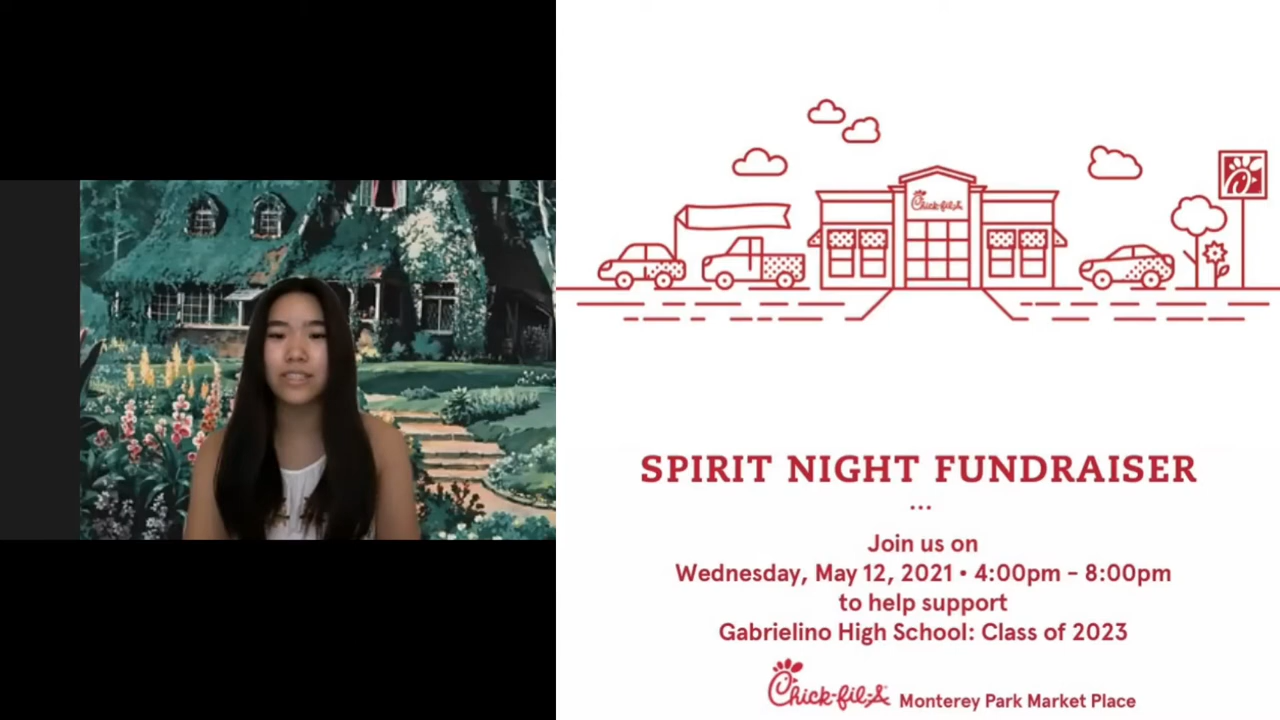 Chick-fil-A
SPIRIT NIGHT FUNDRAISER
...
Join us on
Wednesday, May 12, 2021 • 4:00pm - 8:00pm
to help support
Gabrielino High School: Class of 2023
Chick-fil-A Monterey Park Market Place